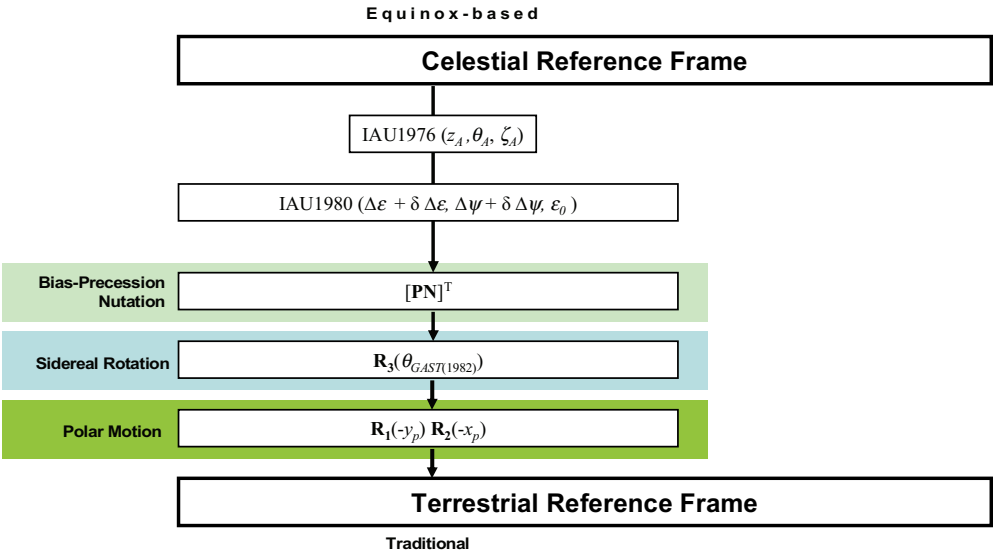 Equinox-based
Celestial Reference Frame
IAU1976 (z_A, θ_A, ζ_A)
IAU1980 (Δε + δ Δε, Δψ + δ Δψ, ε_0 )
Bias-Precession
Nutation
[PN]^T
Sidereal Rotation
R_3(θ_GAST(1982))
Polar Motion
R_1(-y_p) R_2(-x_p)
Terrestrial Reference Frame
Traditional